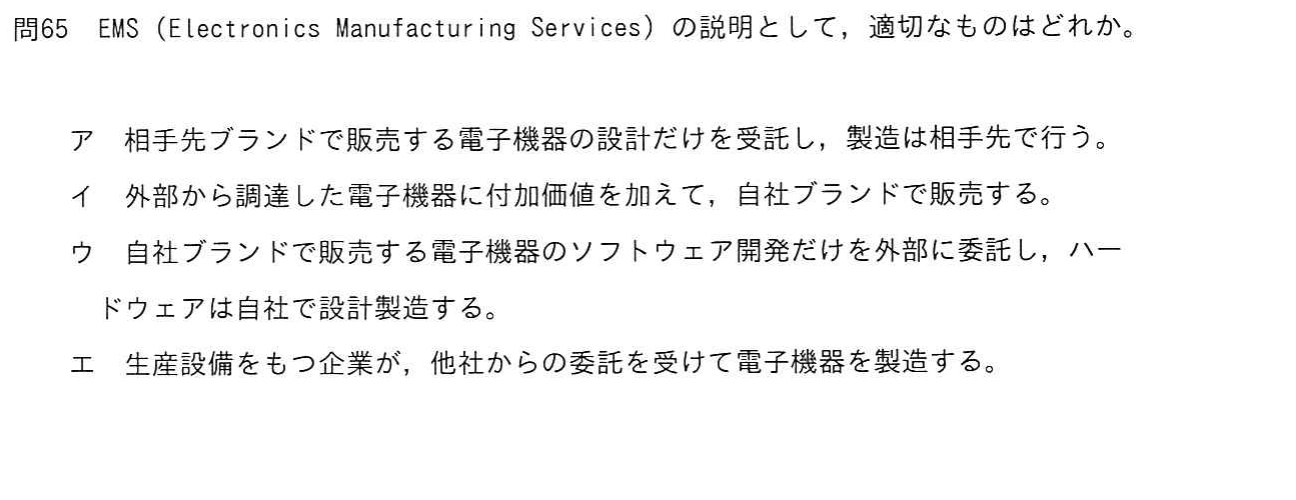 問65 EMS (Electronics Manufacturing Services) の説明として，適切なものはどれか。
ア 相手先ブランドで販売する電子機器の設計だけを受託し，製造は相手先で行う。
イ 外部から調達した電子機器に付加価値を加えて，自社ブランドで販売する。
ウ 自社ブランドで販売する電子機器のソフトウェア開発だけを外部に委託し，ハー
ドウェアは自社で設計製造する。
エ 生産設備をもつ企業が，他社からの委託を受けて電子機器を製造する。